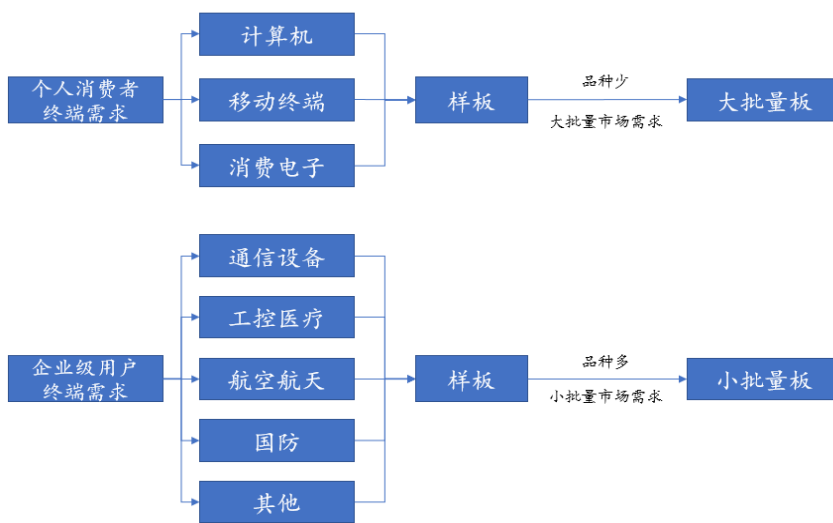 计算机
个人消费者
终端需求
移动终端
样板
品种少
大批量市场需求
大批量板
消费电子
通信设备
工控医疗
企业级用户
终端需求
航空航天
样板
品种多
小批量市场需求
小批量板
国防
其他